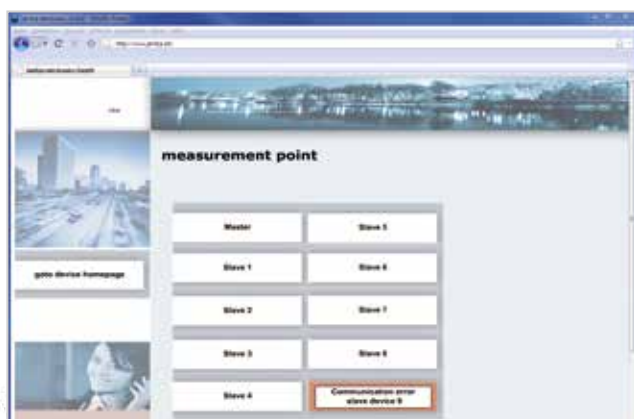 measurement point
goto device homepage
Master
Slave 1
Slave 2
Slave 3
Slave 4
Slave 5
Slave 6
Slave 7
Slave 8
Communication error
slave device 9